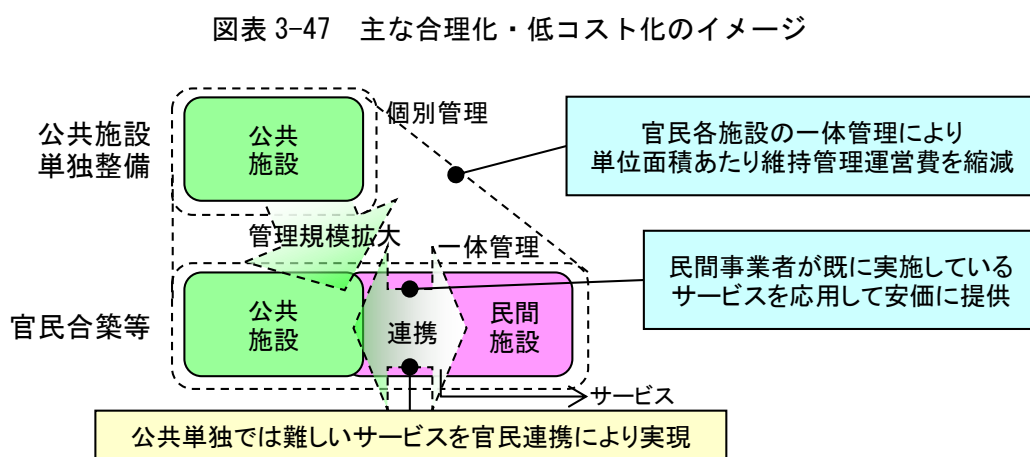 図表 3-47 主な合理化・低コスト化のイメージ
公共施設
単独整備
公共
施設
個別管理
官民各施設の一体管理により
単位面積あたり維持管理運営費を縮減
管理規模拡大
一体管理
民間事業者が既に実施している
サービスを応用して安価に提供
官民合築等
公共
施設
連携
民間
施設
サービス
公共単独では難しいサービスを官民連携により実現